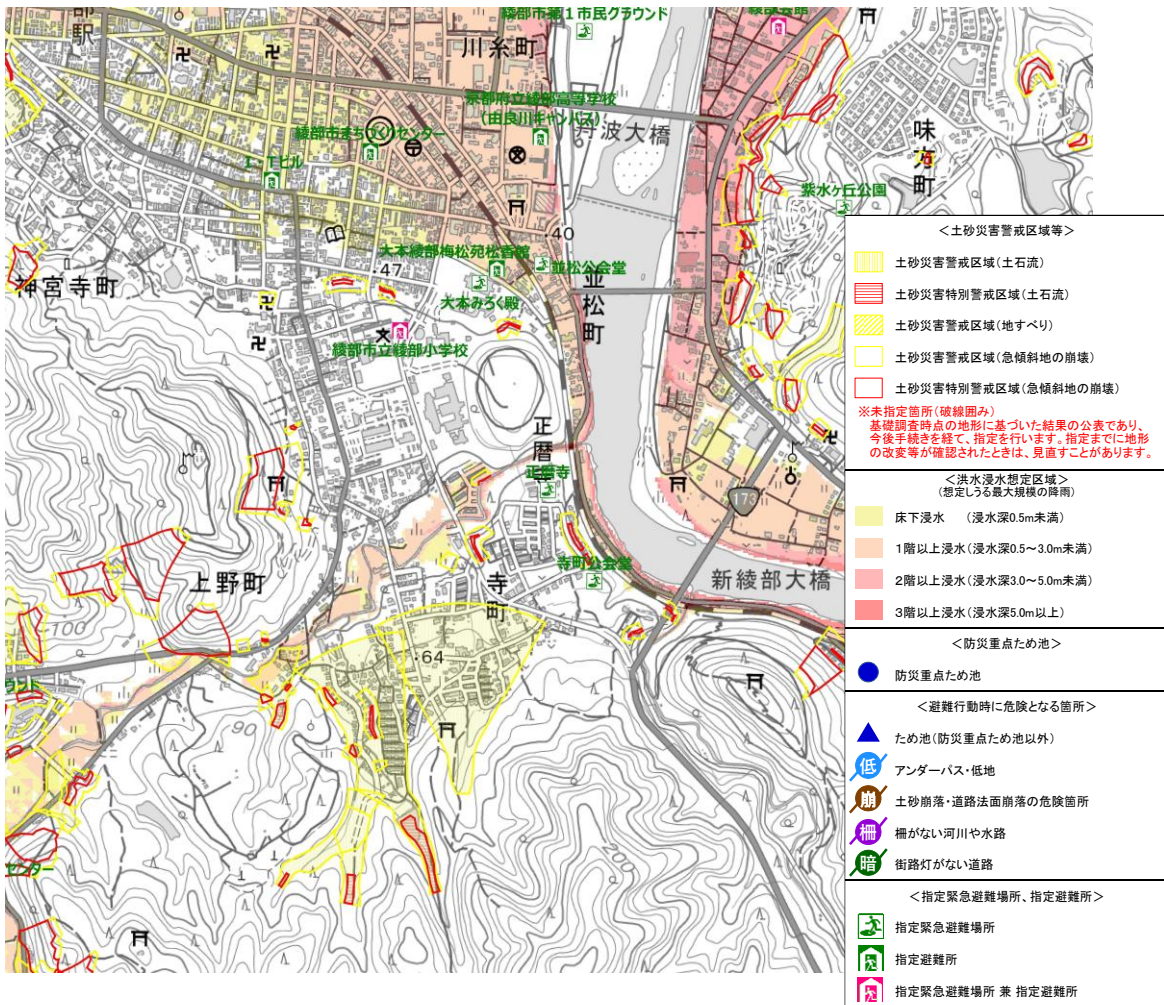 綾部市第1市民グラウンド
部駅
川糸町
京都府立綾部高等学校
(由良川キャンパス)
丹波大橋
味方町
綾部市まちづくりセンター
I・Tビル
紫水ヶ丘公園
・40
大本綾部梅松苑松香館
・47
並松公会堂
神宮寺町
大本みろく殿
並松町
綾部市立綾部小学校
正暦寺
正暦寺
173
寺町公会堂
新綾部大橋
上野町
寺町
・64
100
ウンド
90
200
センター
<土砂災害警戒区域等>
土砂災害警戒区域(土石流)
土砂災害特別警戒区域(土石流)
土砂災害警戒区域(地すべり)
土砂災害警戒区域(急傾斜地の崩壊)
土砂災害特別警戒区域(急傾斜地の崩壊)
※未指定箇所(破線囲み)
基礎調査時点の地形に基づいた結果の公表であり、
今後手続きを経て、指定を行います。指定までに地形
の改変等が確認されたときは、見直すことがあります。
<洪水浸水想定区域>
(想定しうる最大規模の降雨)
床下浸水 (浸水深0.5m未満)
1階以上浸水(浸水深0.5~3.0m未満)
2階以上浸水(浸水深3.0~5.0m未満)
3階以上浸水(浸水深5.0m以上)
<防災重点ため池>
防災重点ため池
<避難行動時に危険となる箇所>
ため池(防災重点ため池以外)
低 アンダーパス・低地
崩 土砂崩落・道路法面崩落の危険箇所
柵 柵がない河川や水路
暗 街路灯がない道路
<指定緊急避難場所、指定避難所>
指定緊急避難場所
指定避難所
指定緊急避難場所 兼 指定避難所